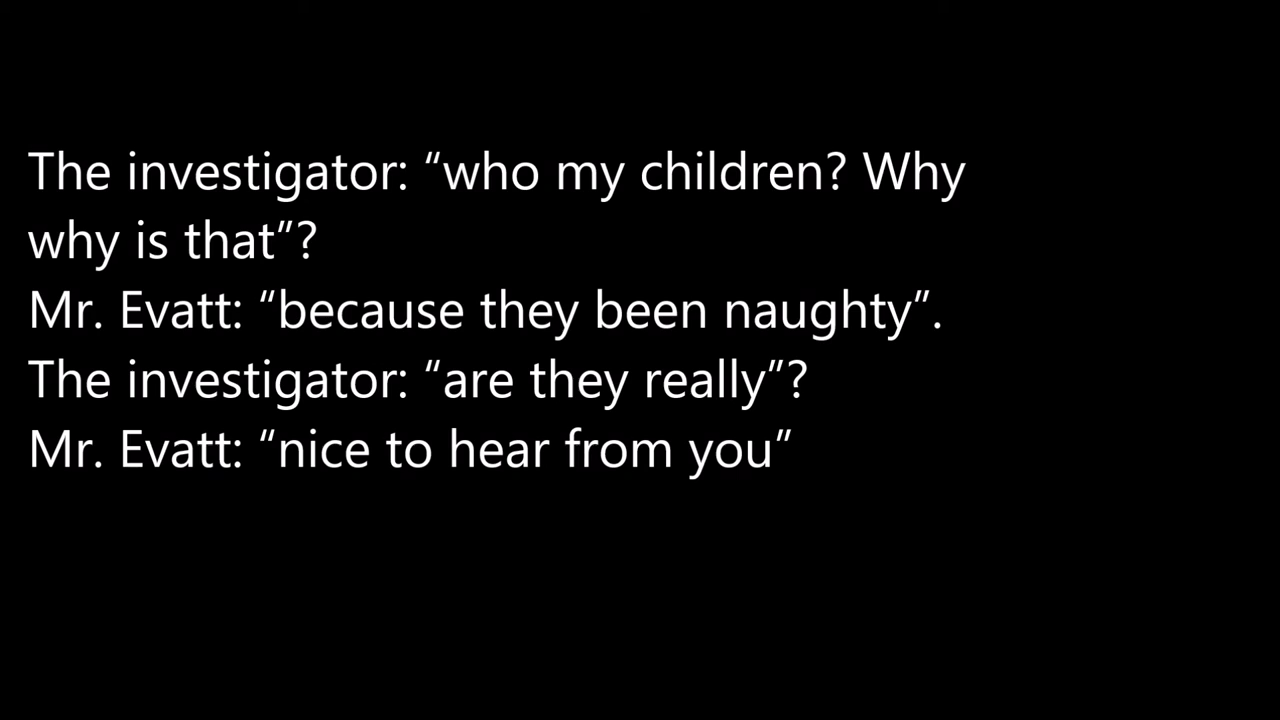 The investigator: “who my children? Why
why is that”?
Mr. Evatt: “because they been naughty”.
The investigator: “are they really”?
Mr. Evatt: “nice to hear from you”